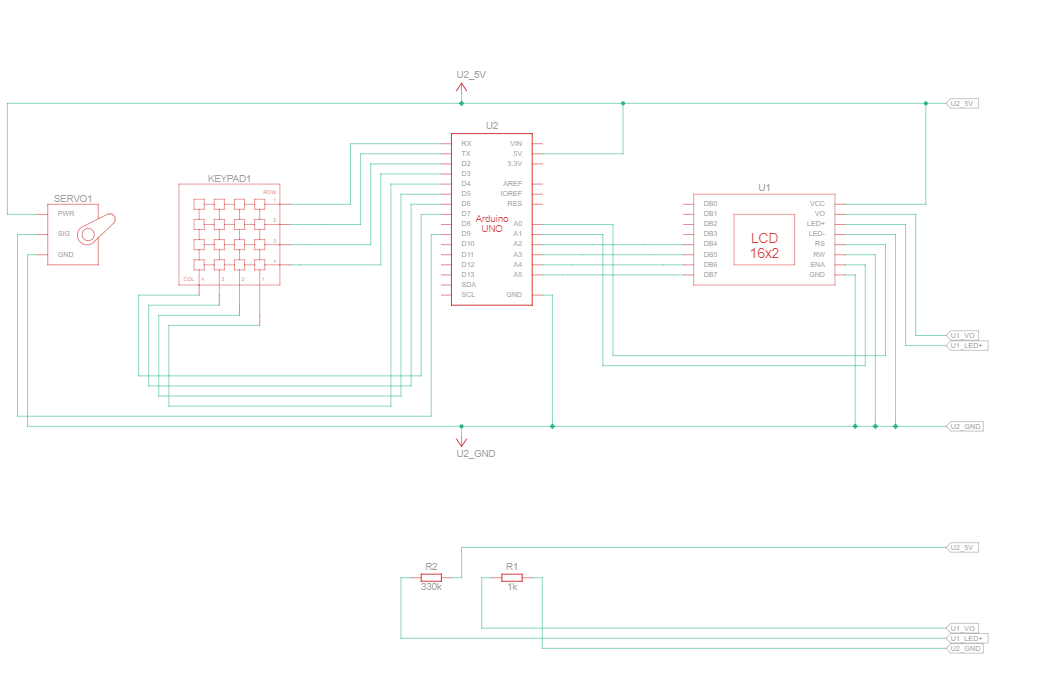 U2_5V
U2_5V
U2
RX
TX
D2
D3
D4
D5
D6
D7
D8
D9
D10
D11
D12
D13
SDA
SCL
VIN
5V
3.3V
AREF
IOREF
RES
A0
A1
A2
A3
A4
A5
GND
Arduino
UNO
SERVO1
PWR
SIG
GND
KEYPAD1
ROW
1
2
3
4
COL 4 3 2 1
U1
DB0
DB1
DB2
DB3
DB4
DB5
DB6
DB7
LCD
16x2
VCC
VO
LED+
LED-
RS
RW
ENA
GND
U1_VO
U1_LED+
U2_GND
U2_GND
U2_5V
R2
330k
R1
1k
U1_VO
U1_LED+
U2_GND